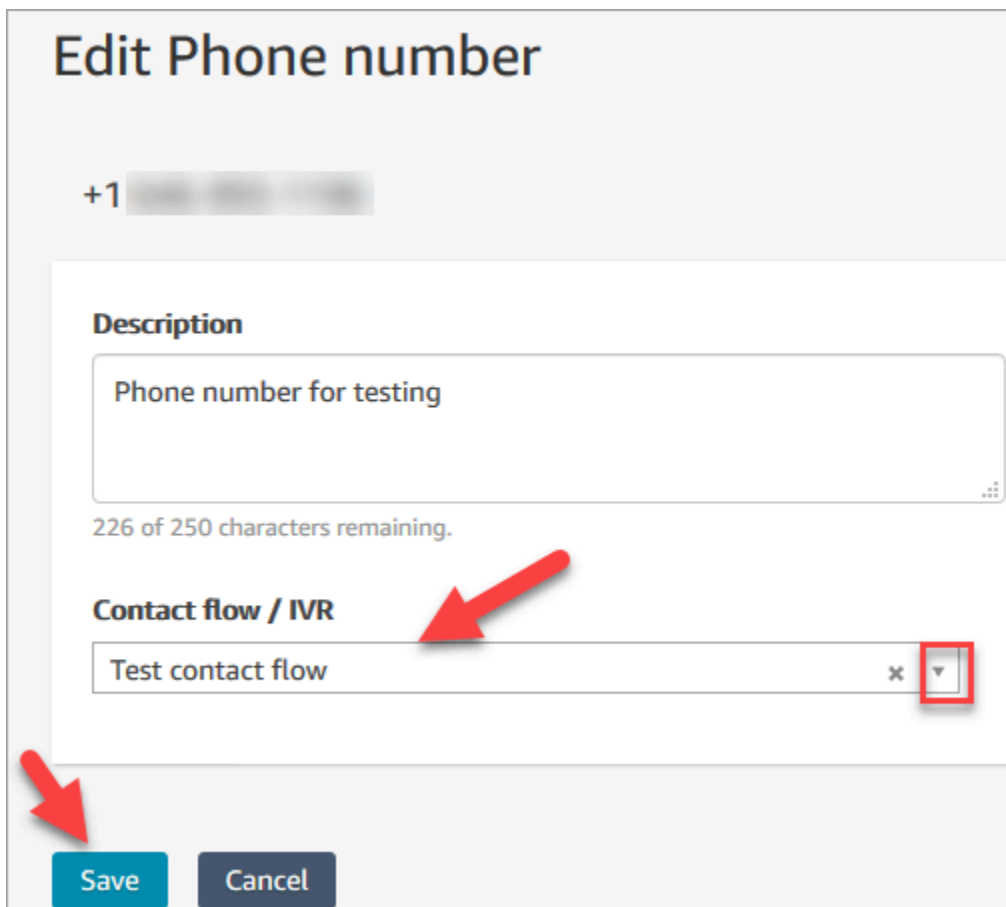 Edit Phone number
+1
Description
Phone number for testing
226 of 250 characters remaining.
Contact flow / IVR
Test contact flow
Save
Cancel